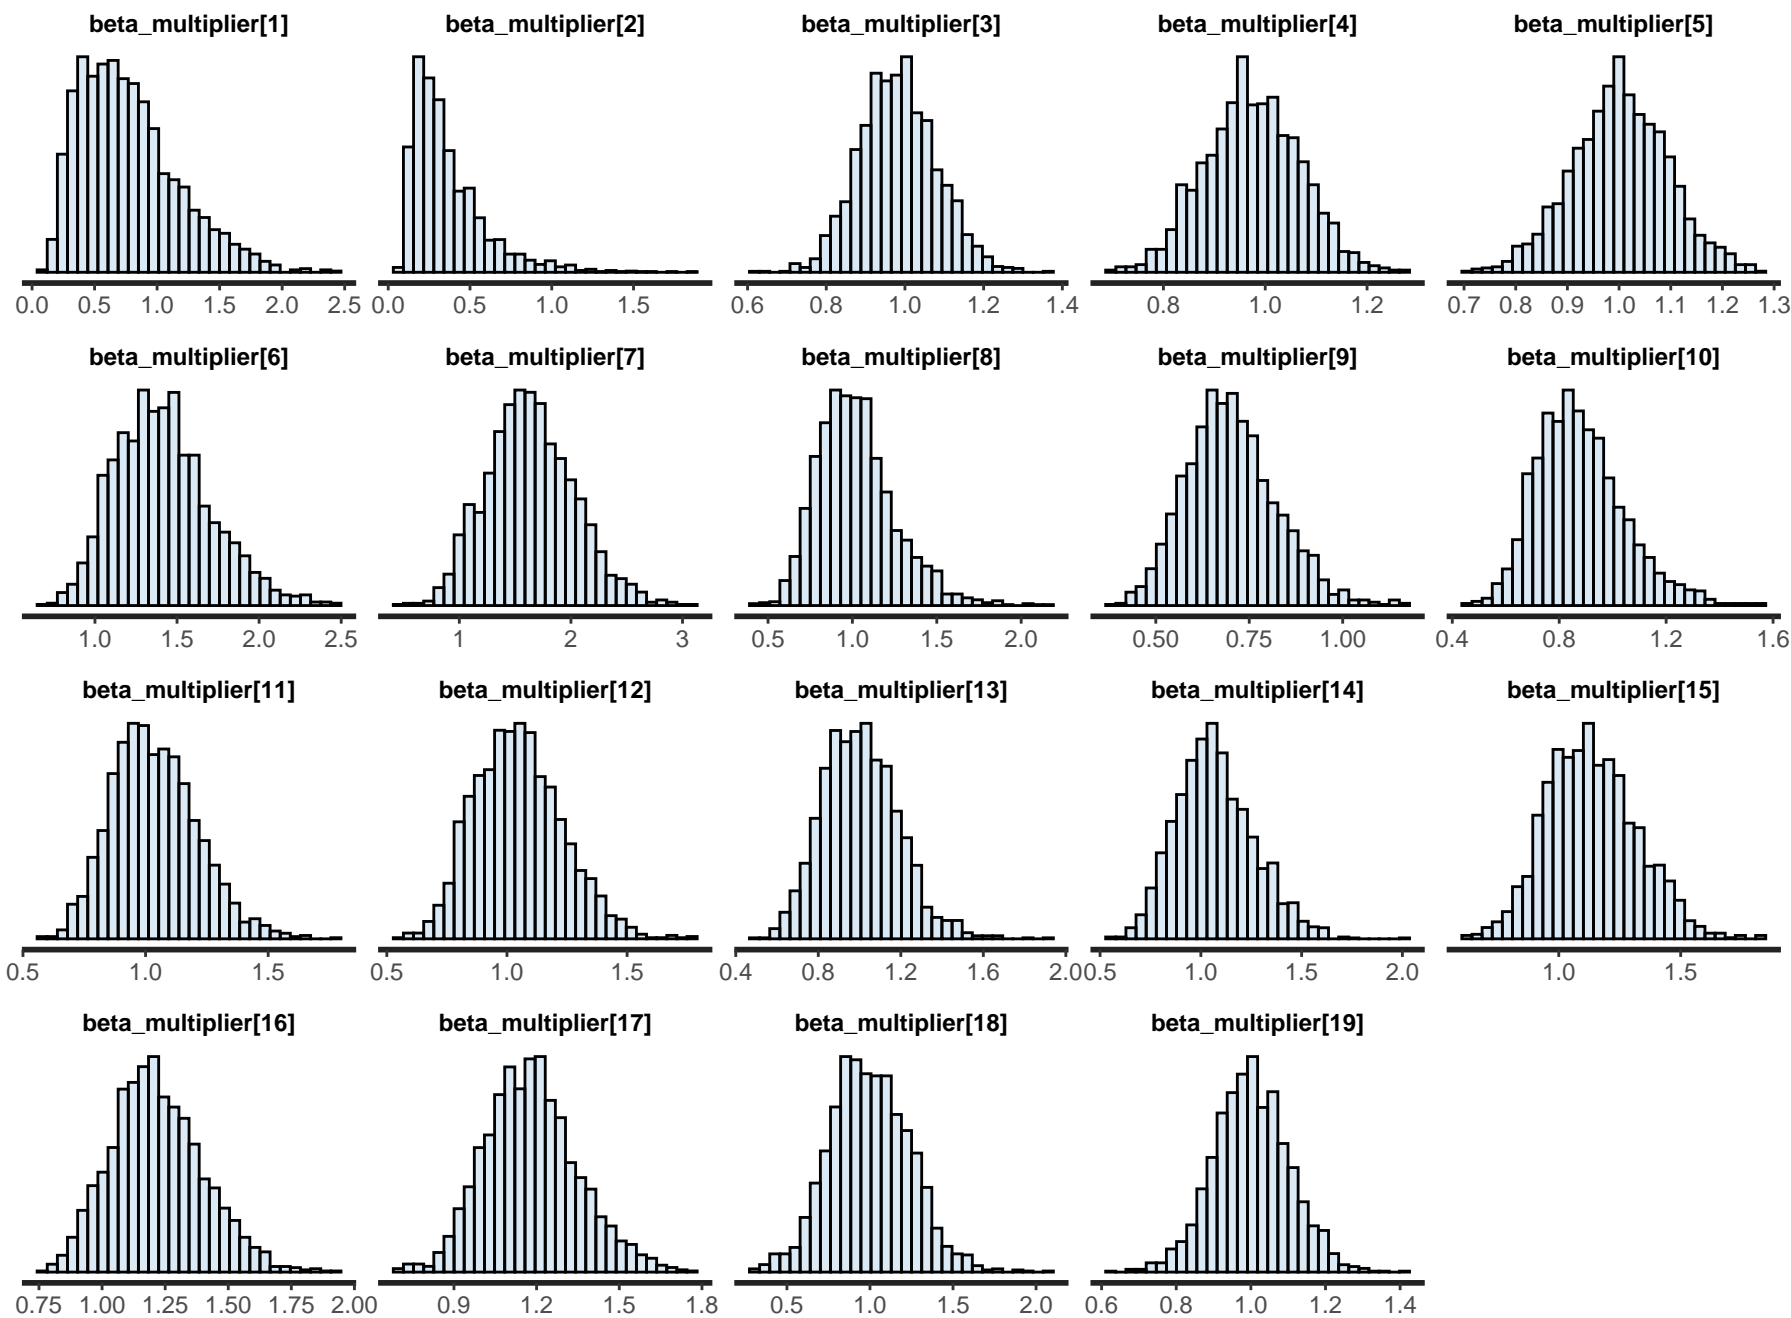 beta_multiplier[1] beta_multiplier[2] beta_multiplier[3] beta_multiplier[4] beta_multiplier[5]
0.0 0.5 1.0 1.5 2.0 2.5 0.0 0.5 1.0 1.5 0.6 0.8 1.0 1.2 1.4 0.8 1.0 1.2 0.7 0.8 0.9 1.0 1.1 1.2 1.3
beta_multiplier[6] beta_multiplier[7] beta_multiplier[8] beta_multiplier[9] beta_multiplier[10]
1.0 1.5 2.0 2.5 1 2 3 0.5 1.0 1.5 2.0 0.50 0.75 1.00 0.4 0.8 1.2 1.6
beta_multiplier[11] beta_multiplier[12] beta_multiplier[13] beta_multiplier[14] beta_multiplier[15]
0.5 1.0 1.5 0.5 1.0 1.5 0.4 0.8 1.2 1.6 2.0 0.5 1.0 1.5 2.0 1.0 1.5
beta_multiplier[16] beta_multiplier[17] beta_multiplier[18] beta_multiplier[19]
0.75 1.00 1.25 1.50 1.75 2.00 0.9 1.2 1.5 1.8 0.5 1.0 1.5 2.0 0.6 0.8 1.0 1.2 1.4